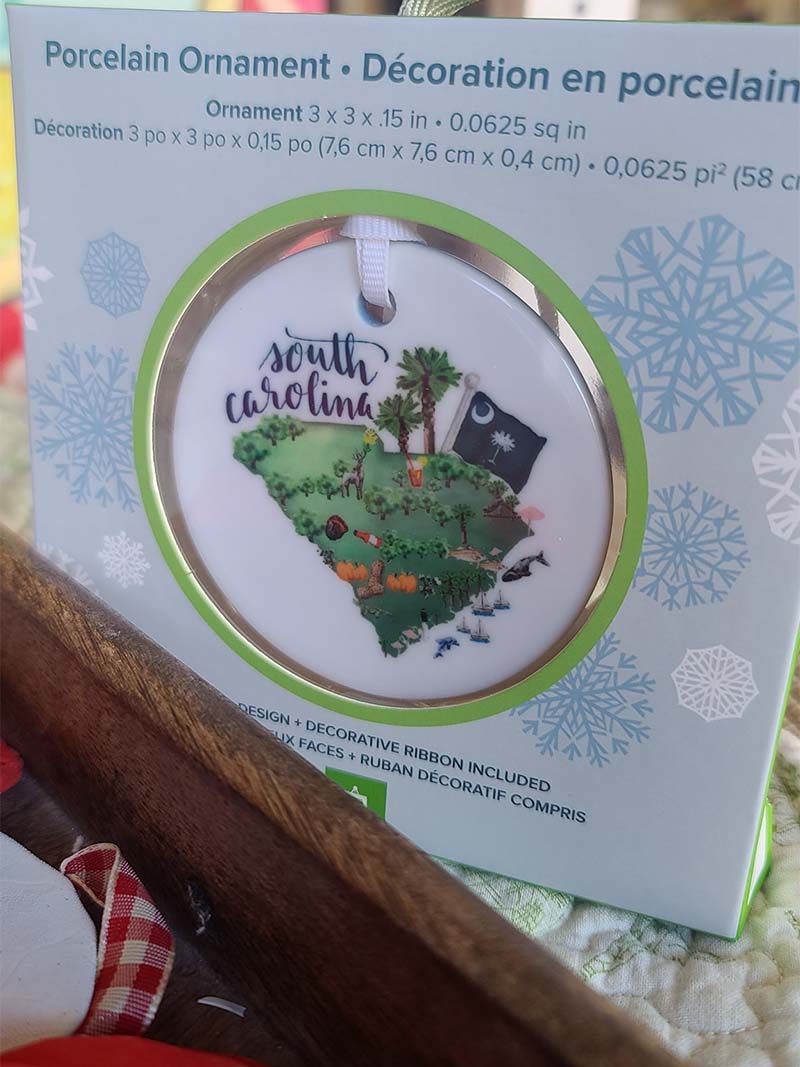 Porcelain Ornament • Décoration en porcelain
Ornament 3 x 3 x .15 in • 0.0625 sq in
Décoration 3 po x 3 po x 0,15 po (7,6 cm x 7,6 cm x 0,4 cm) • 0,0625 pi² (58
south
carolina
DESIGN + DECORATIVE RIBBON INCLUDED
FACES + RUBAN DÉCORATIF COMPRIS